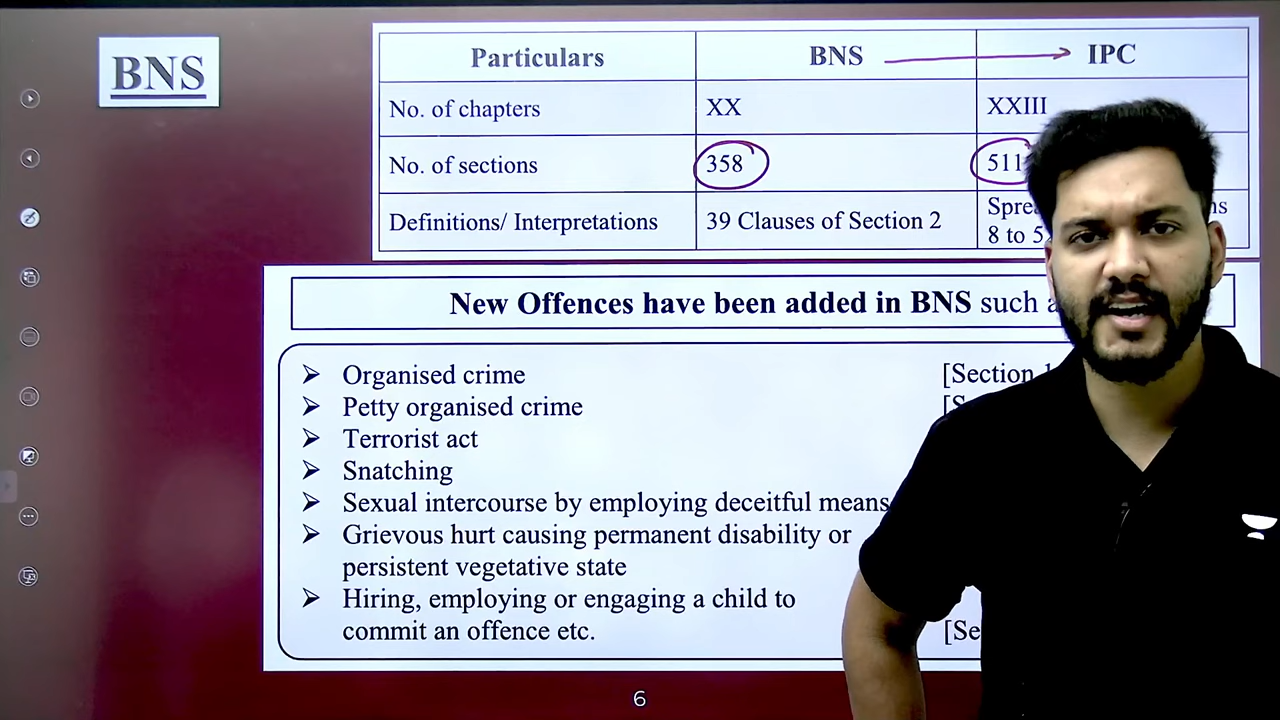 BNS
Particulars BNS IPC
No. of chapters XX XXIII
No. of sections 358 511
Definitions/ Interpretations 39 Clauses of Section 2
8 to 5
New Offences have been added in BNS such
Organised crime [Section
Petty organised crime
Terrorist act
Snatching
Sexual intercourse by employing deceitful means
Grievous hurt causing permanent disability or
persistent vegetative state
Hiring, employing or engaging a child to
commit an offence etc.
6